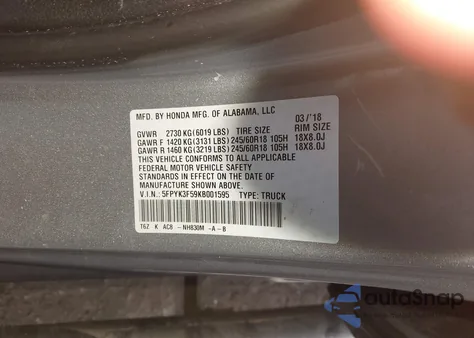 MFD. BY HONDA MFG. OF ALABAMA, LLC 03/'18
GVWR 2730 KG(6019 LBS) TIRE SIZE RIM SIZE
GAWR F 1420 KG(3131 LBS) 245/60R18 105H 18X8.0J
GAWR R 1460 KG(3219 LBS) 245/60R18 105H 18X8.0J
THIS VEHICLE CONFORMS TO ALL APPLICABLE
FEDERAL MOTOR VEHICLE SAFETY
STANDARDS IN EFFECT ON THE DATE OF
MANUFACTURE SHOWN ABOVE.
V.I.N.: 5FPYK3F59KB001595 TYPE: TRUCK
T6Z K AC8 -NH830M -A -B
autoSnap